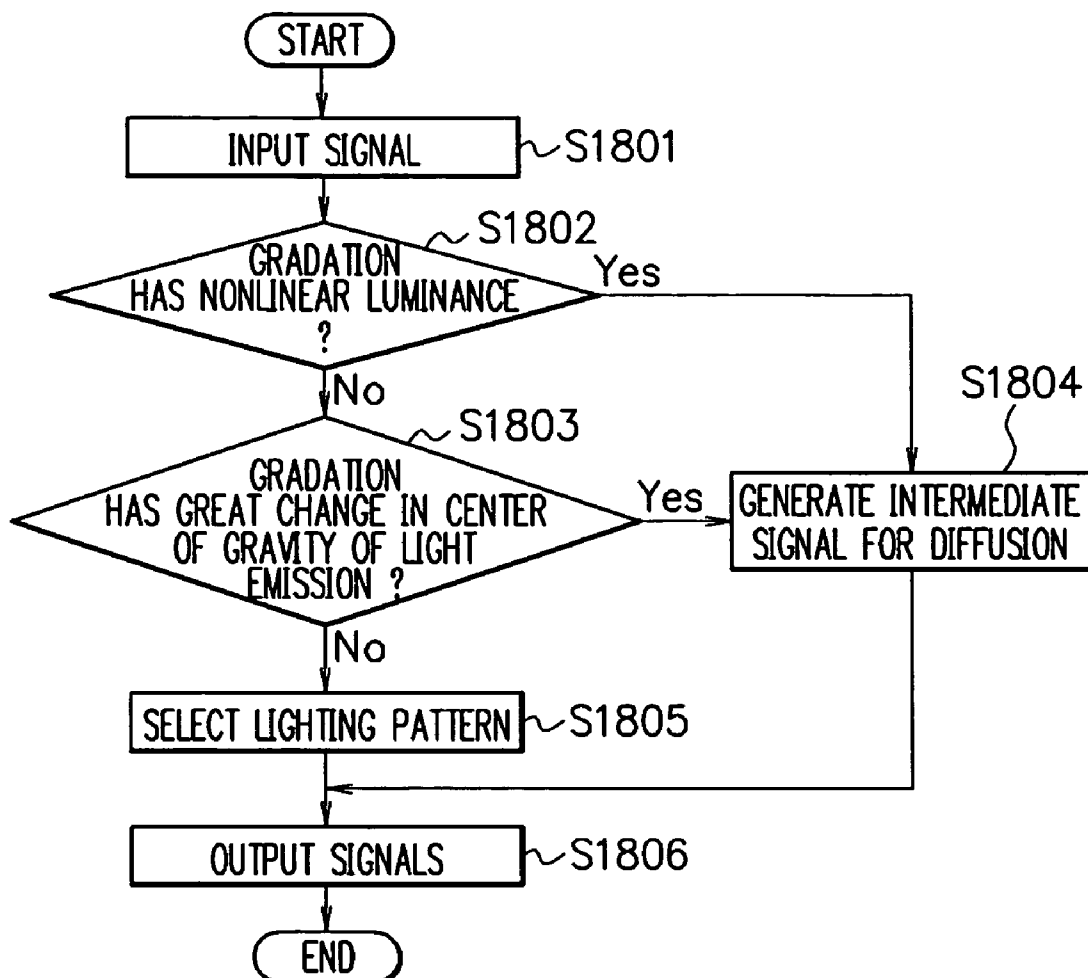 START
INPUT SIGNAL
S1801
S1802
GRADATION
HAS NONLINEAR LUMINANCE
?
Yes
No
S1803
S1804
GRADATION
HAS GREAT CHANGE IN CENTER
OF GRAVITY OF LIGHT
EMISSION ?
Yes
GENERATE INTERMEDIATE
SIGNAL FOR DIFFUSION
No
SELECT LIGHTING PATTERN
S1805
OUTPUT SIGNALS
S1806
END